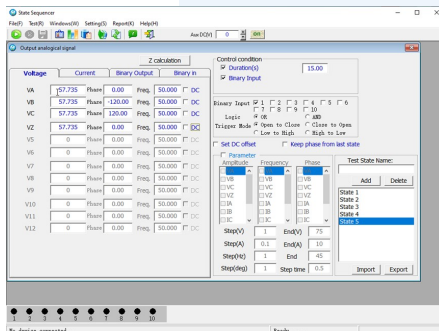 State Sequencer
File(F) Test(R) Windows(W) Setting(S) Report(K) Help(H)
Aux DC(V) 0 on
Output analogical signal
Z calculation
Voltage Current Binary Output Binary in
VA 57.735 Phase 0.00 Freq. 50.000 DC
VB 57.735 Phase -120.00 Freq. 50.000 DC
VC 57.735 Phase 120.00 Freq. 50.000 DC
VZ 57.735 Phase 0.00 Freq. 50.000 DC
V5 0 Phase 0.00 Freq. 50.000 DC
V6 0 Phase 0.00 Freq. 50.000 DC
V7 0 Phase 0.00 Freq. 50.000 DC
V8 0 Phase 0.00 Freq. 50.000 DC
V9 0 Phase 0.00 Freq. 50.000 DC
V10 0 Phase 0.00 Freq. 50.000 DC
V11 0 Phase 0.00 Freq. 50.000 DC
V12 0 Phase 0.00 Freq. 50.000 DC
Control condition
Duration(s) 15.00
Binary Input
Binary Input 1 2 3 4 5 6
7 8 9 10
Logic OR AND
Trigger Mode Open to Close Close to Open
Low to High High to Low
Set DC offset Keep phase from last state
Parameter
Amplitude Frequency Phase
VB VB VB
VC VC VC
VZ VZ VZ
IA IA IA
IB IB IB
IC IC IC
Step(V) 1 End(V) 75
Step(A) 0.1 End(A) 10
Step(Hz) 1 End 45
Step(deg) 1 Step time 0.5
Test State Name:
Add Delete
State 1
State 2
State 3
State 4
State 5
Import Export
1 2 3 4 5 6 7 8 9 10
No device connected Ready